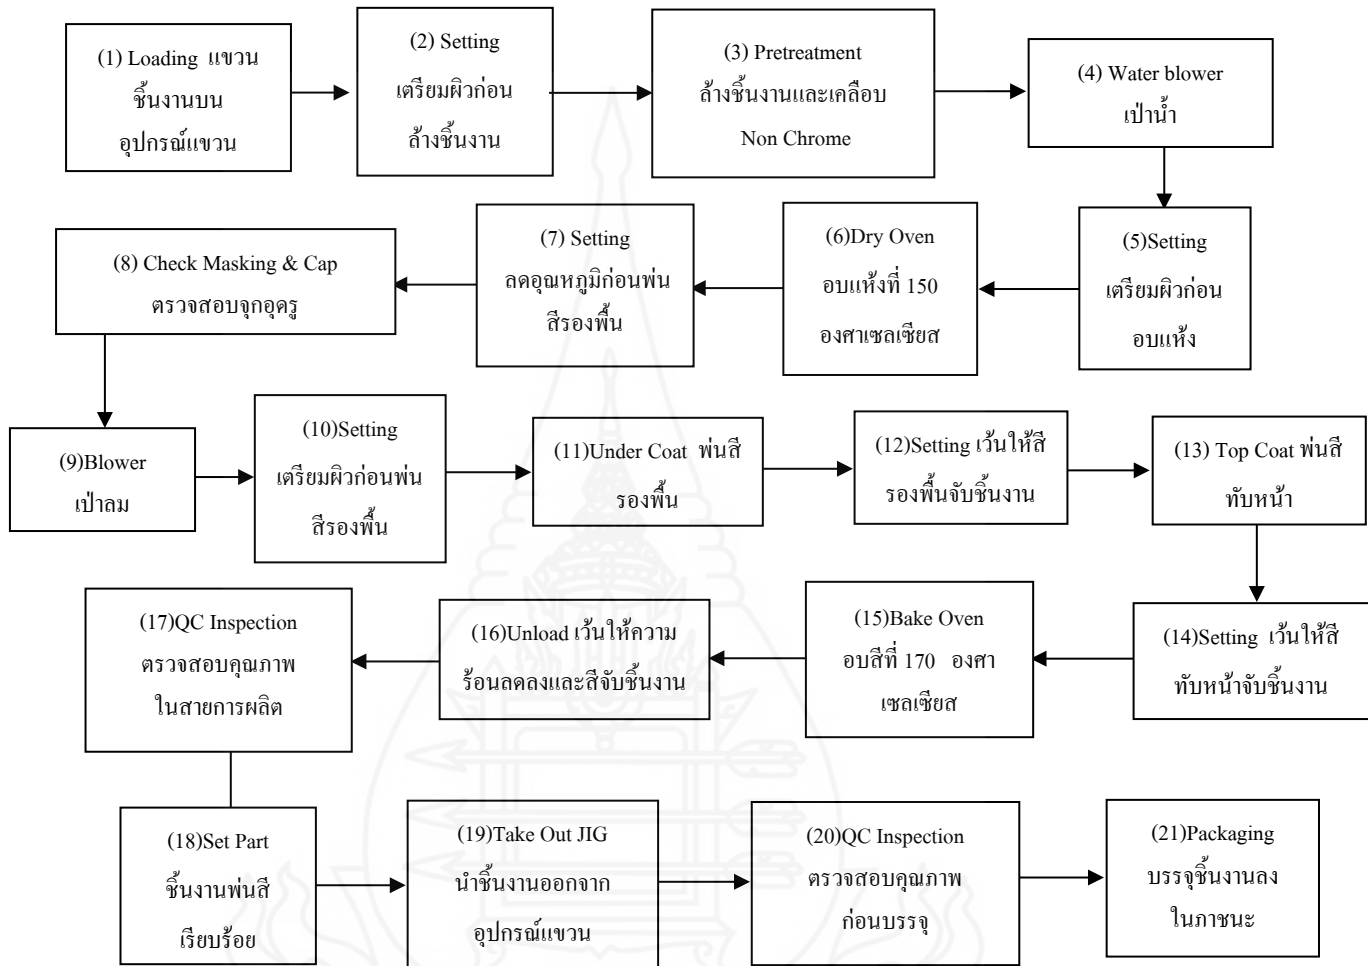 (1) Loading แขวน
ชิ้นงานบน
อุปกรณ์แขวน
(2) Setting
เตรียมผิวก่อน
ล้างชิ้นงาน
(3) Pretreatment
ล้างชิ้นงานและเคลือบ
Non Chrome
(4) Water blower
เป่าน้ำ
(5)Setting
เตรียมผิวก่อน
อบแห้ง
(6)Dry Oven
อบแห้งที่ 150
องศาเซลเซียส
(7) Setting
ลดอุณหภูมิก่อนพ่น
สีรองพื้น
(8) Check Masking & Cap
ตรวจสอบจุกอุดรู
(9)Blower
เป่าลม
(10)Setting
เตรียมผิวก่อนพ่น
สีรองพื้น
(11)Under Coat พ่นสี
รองพื้น
(12)Setting เว้นให้สี
รองพื้นจับชิ้นงาน
(13) Top Coat พ่นสี
ทับหน้า
(14)Setting เว้นให้สี
ทับหน้าจับชิ้นงาน
(15)Bake Oven
อบสีที่ 170 องศา
เซลเซียส
(16)Unload เว้นให้ความ
ร้อนลดลงและสีจับชิ้นงาน
(17)QC Inspection
ตรวจสอบคุณภาพ
ในสายการผลิต
(18)Set Part
ชิ้นงานพ่นสี
เรียบร้อย
(19)Take Out JIG
นำชิ้นงานออกจาก
อุปกรณ์แขวน
(20)QC Inspection
ตรวจสอบคุณภาพ
ก่อนบรรจุ
(21)Packaging
บรรจุชิ้นงานลง
ในภาชนะ